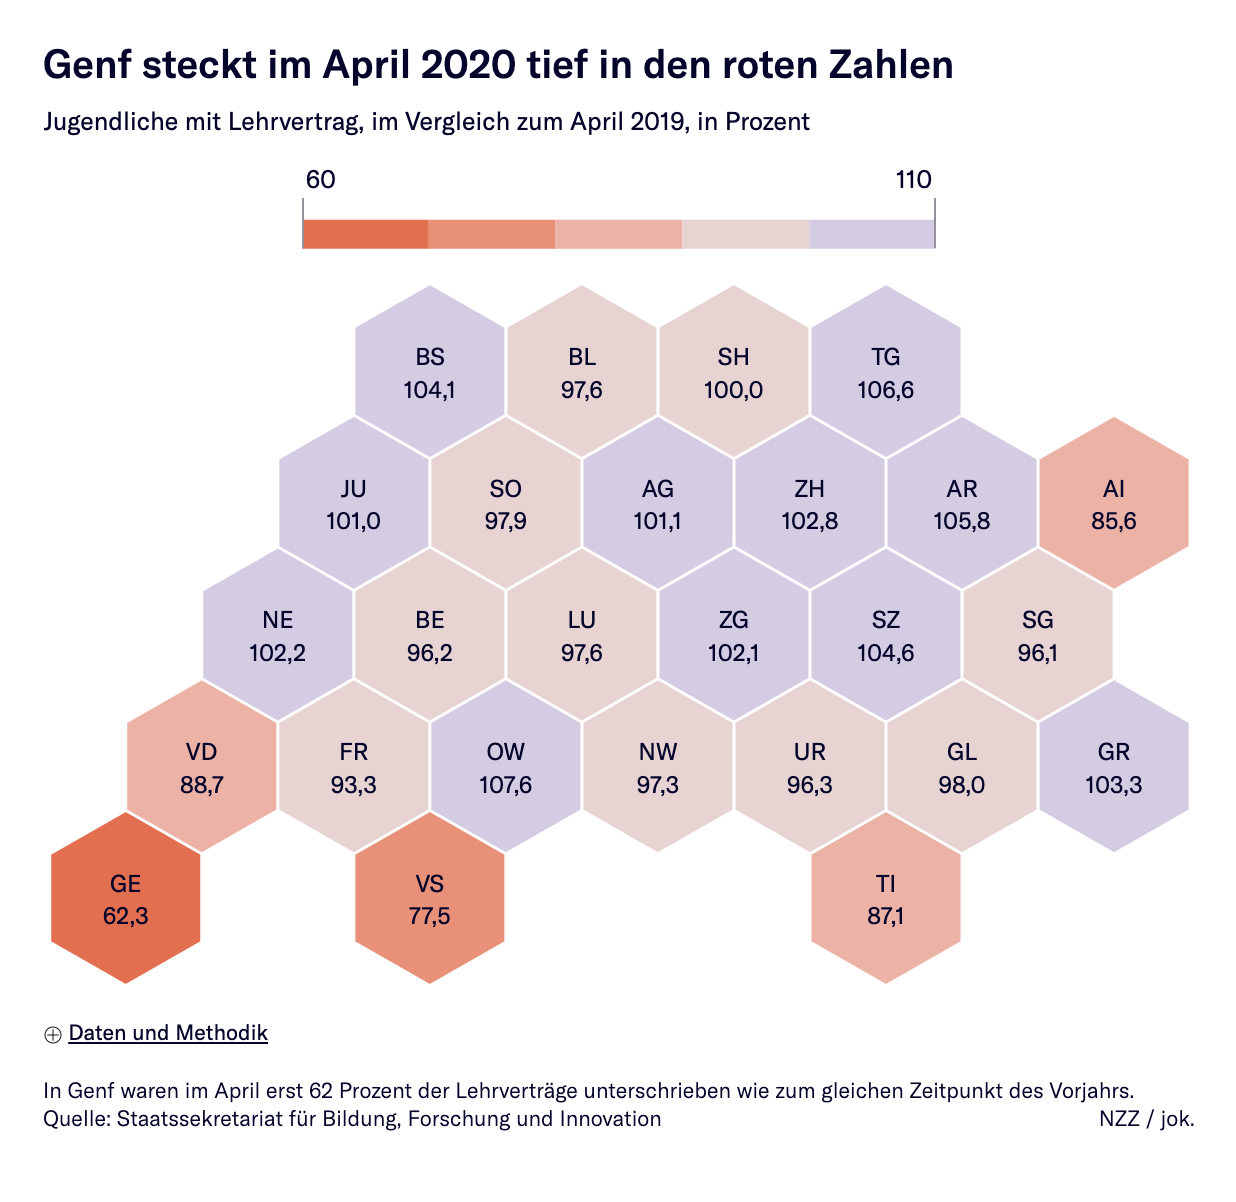 Genf steckt im April 2020 tief in den roten Zahlen
Jugendliche mit Lehrvertrag, im Vergleich zum April 2019, in Prozent
60 110
BS BL SH TG
104,1 97,6 100,0 106,6
JU SO AG ZH AR AI
101,0 97,9 101,1 102,8 105,8 85,6
NE BE LU ZG SZ SG
102,2 96,2 97,6 102,1 104,6 96,1
VD FR OW NW UR GL GR
88,7 93,3 107,6 97,3 96,3 98,0 103,3
GE VS TI
62,3 77,5 87,1
Daten und Methodik
In Genf waren im April erst 62 Prozent der Lehrverträge unterschrieben wie zum gleichen Zeitpunkt des Vorjahrs.
Quelle: Staatssekretariat für Bildung, Forschung und Innovation NZZ / jok.